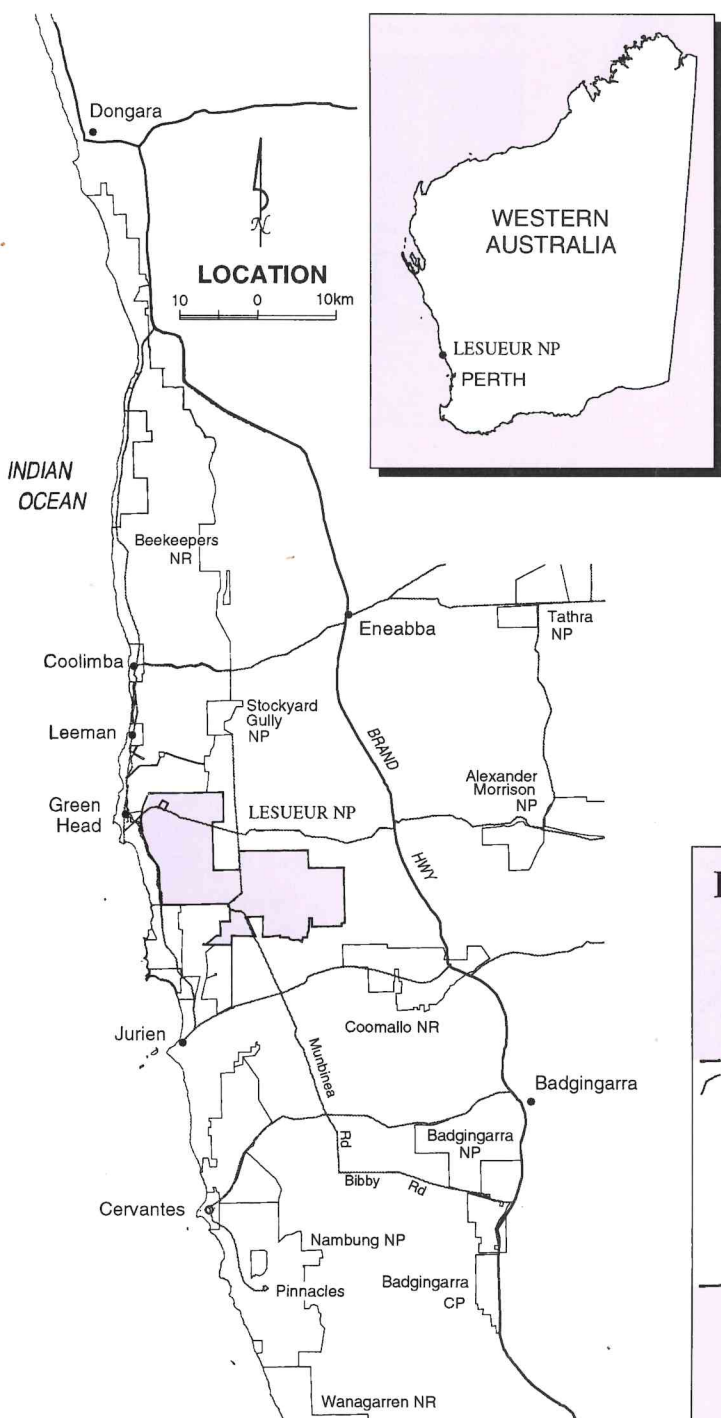 Dongara
N
LOCATION
10 0 10km
WESTERN
AUSTRALIA
LESUEUR NP
PERTH
INDIAN
OCEAN
Beekeepers
NR
Eneabba
Tathra
NP
Coolimba
Stockyard
Gully
NP
Leeman
BRAND
HWY
Alexander
Morrison
NP
Green
Head
LESUEUR NP
Coomallo NR
Jurien
Munbinea
Rd
Badgingarra
Badgingarra
NP
Bibby
Rd
Cervantes
Nambung NP
Pinnacles
Badgingarra
CP
Wanagarren NR